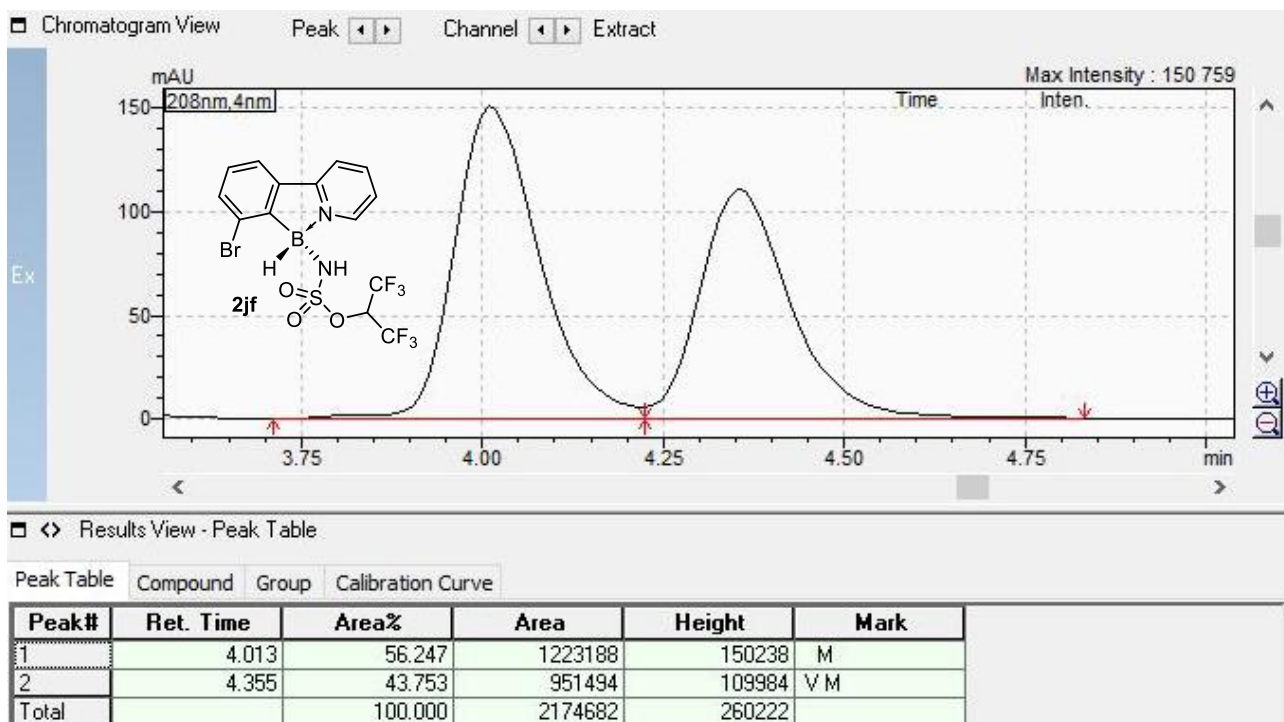 Chromatogram View Peak Channel Extract
mAU
Max Intensity : 150 759
208nm,4nm
Time
Inten.
150
100
50
0
Ex
N
Br
B
H
NH
O
S
O
O
CF3
CF3
2jf
3.75 4.00 4.25 4.50 4.75 min
Results View - Peak Table
Peak Table Compound Group Calibration Curve
Peak# Ret. Time Area% Area Height Mark
1 4.013 56.247 1223188 150238 M
2 4.355 43.753 951494 109984 V M
Total 100.000 2174682 260222